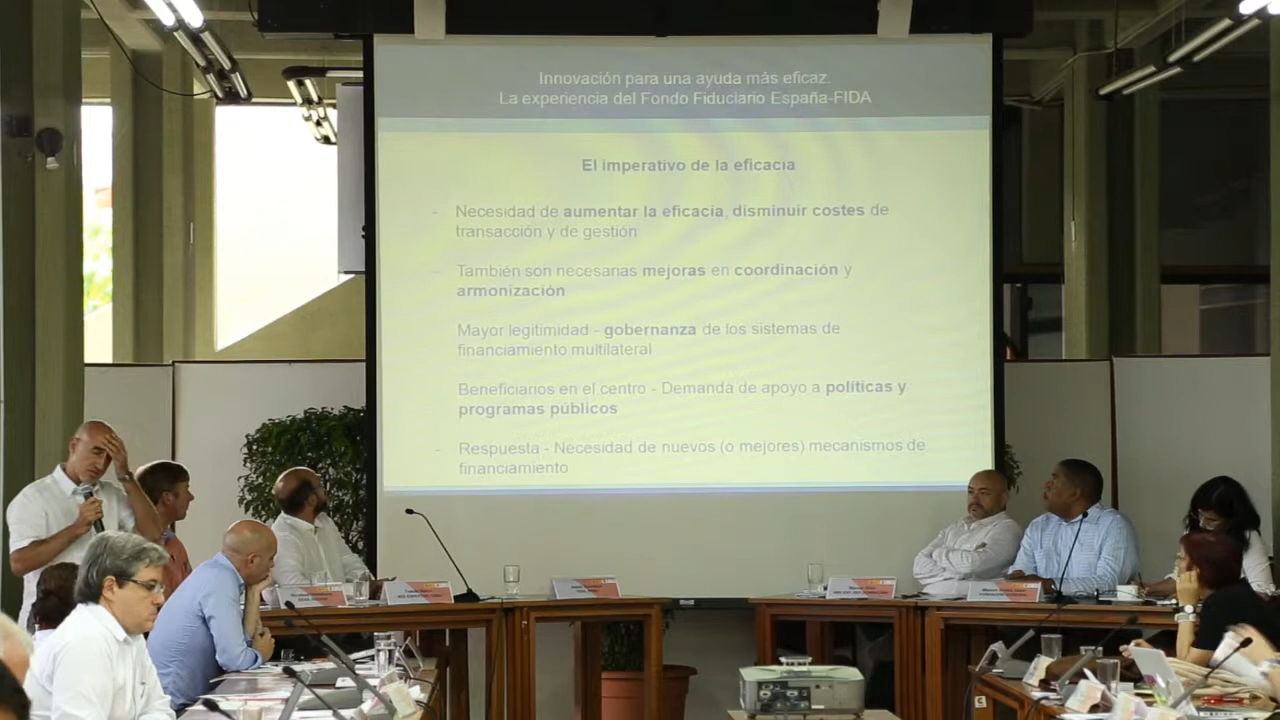 Innovación para una ayuda más eficaz.
La experiencia del Fondo Fiduciario España-FIDA
El imperativo de la eficacia
- Necesidad de aumentar la eficacia, disminuir costes de
transacción y de gestión
- También son necesarias mejoras en coordinación y
armonización
Mayor legitimidad - gobernanza de los sistemas de
financiamiento multilateral
Beneficiarios en el centro - Demanda de apoyo a políticas y
programas públicos
- Respuesta - Necesidad de nuevos (o mejores) mecanismos de
financiamiento